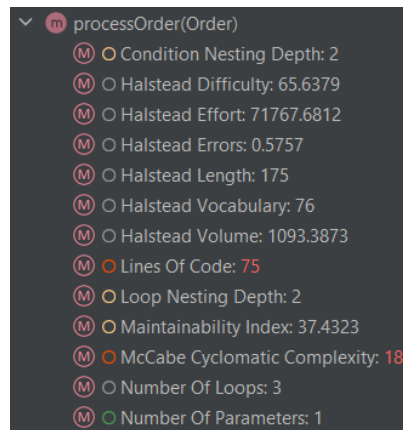 processOrder(Order)
Condition Nesting Depth: 2
Halstead Difficulty: 65.6379
Halstead Effort: 71767.6812
Halstead Errors: 0.5757
Halstead Length: 175
Halstead Vocabulary: 76
Halstead Volume: 1093.3873
Lines Of Code: 75
Loop Nesting Depth: 2
Maintainability Index: 37.4323
McCabe Cyclomatic Complexity: 18
Number Of Loops: 3
Number Of Parameters: 1